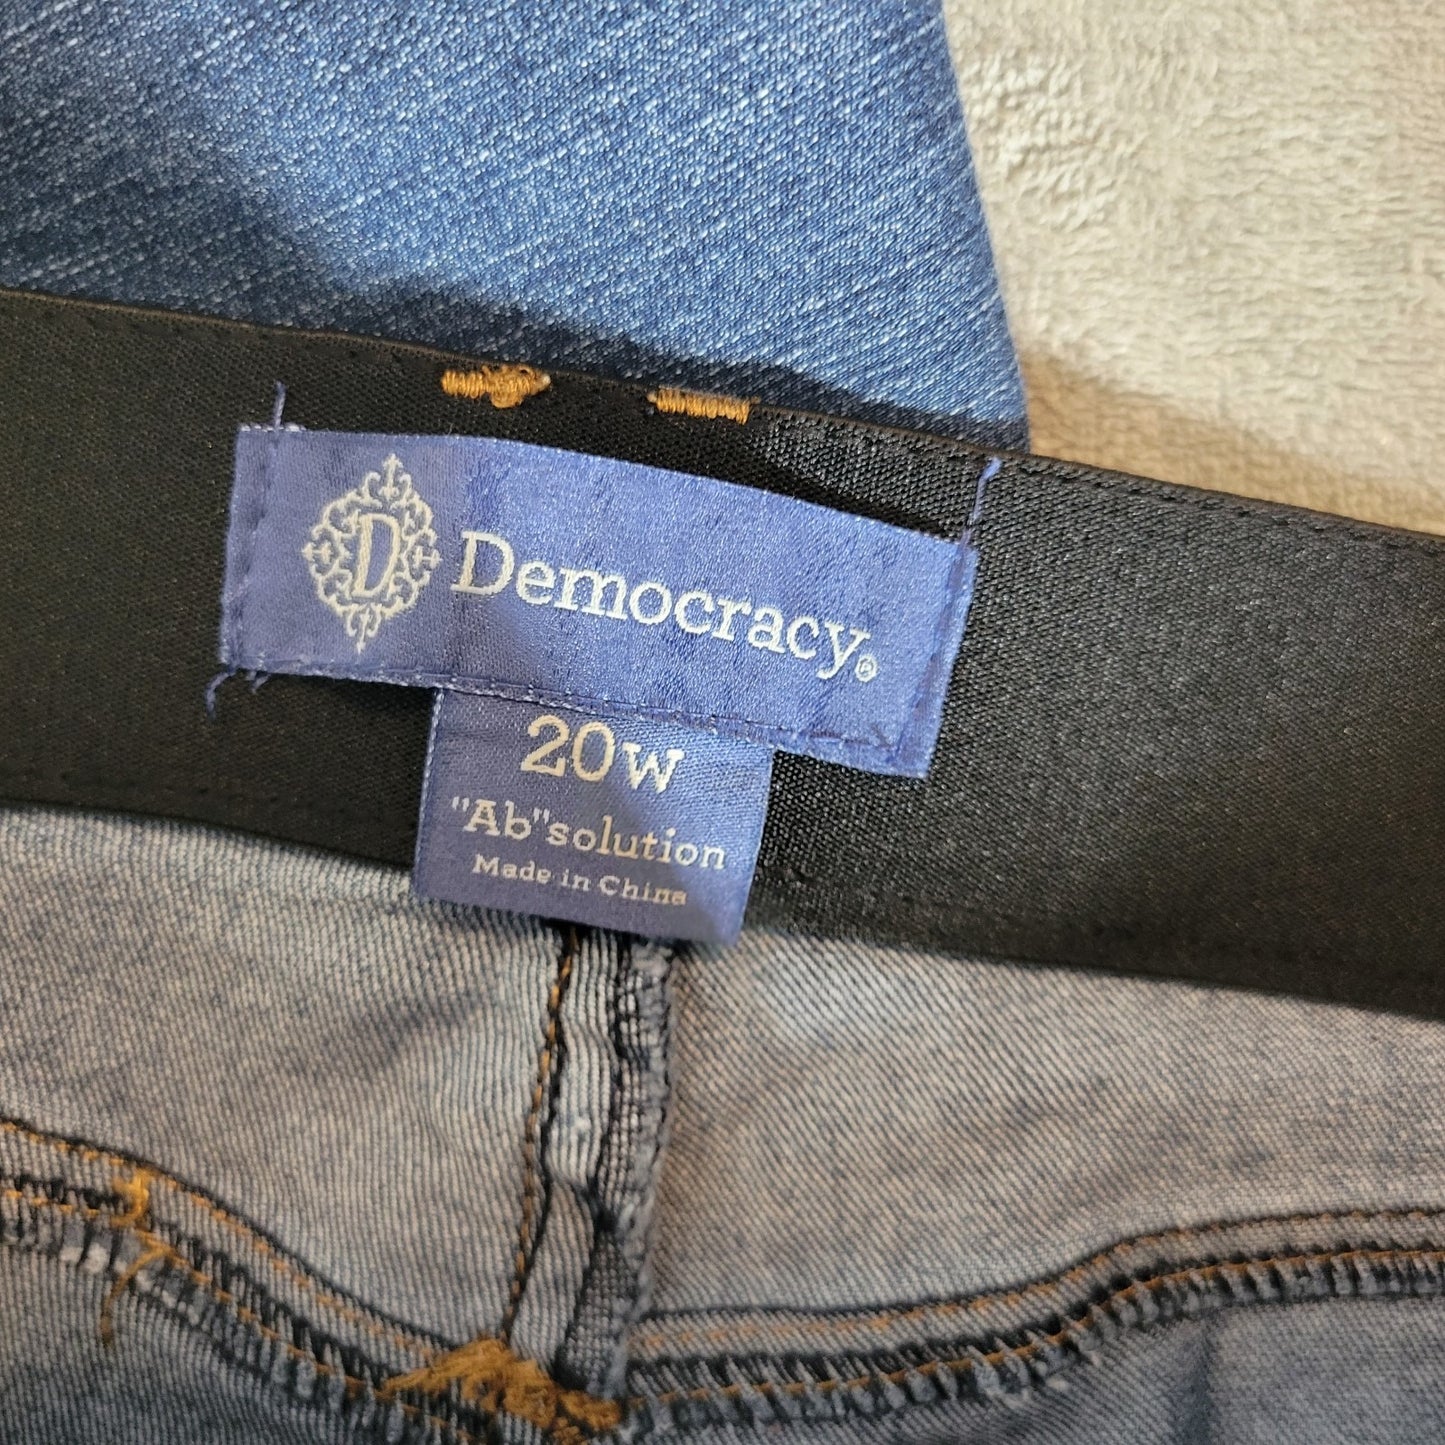 D Democracy®
20W
"Ab"solution
Made in China